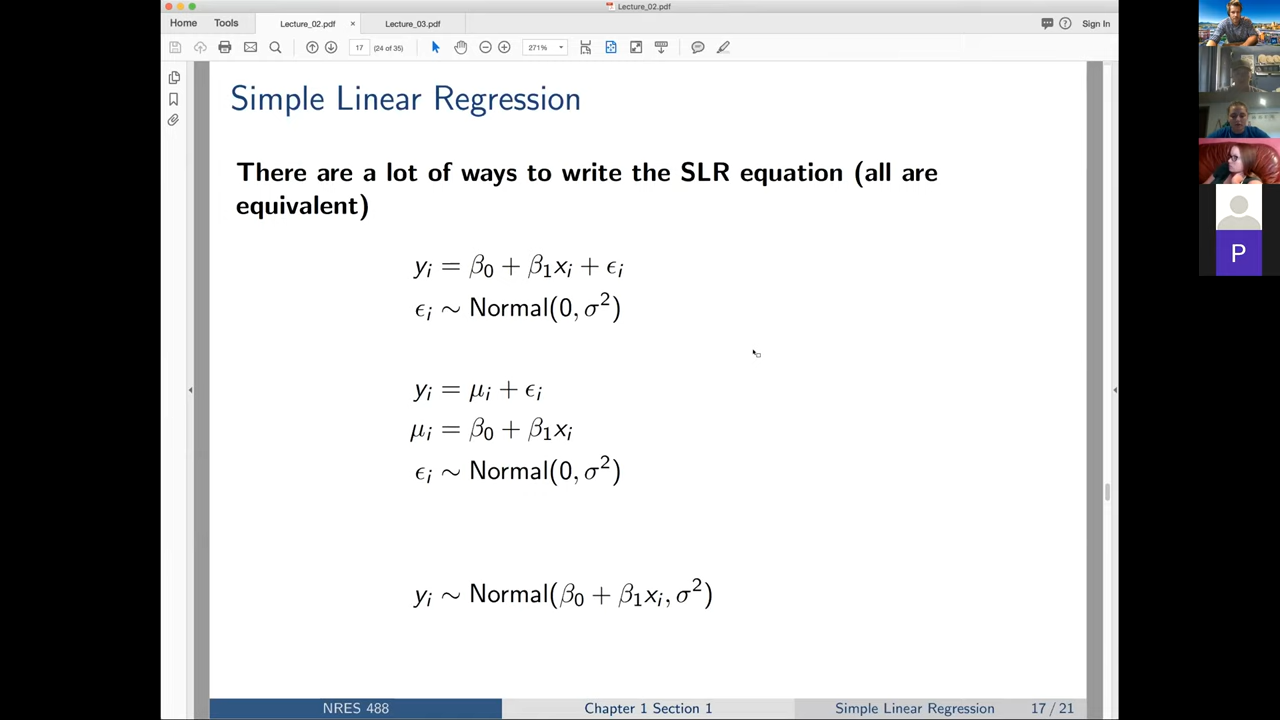 Lecture_02.pdf
Home Tools Lecture_02.pdf × Lecture_03.pdf Sign In
17 (24 of 35) 271%
Simple Linear Regression
There are a lot of ways to write the SLR equation (all are
equivalent)
yᵢ = β₀ + β₁xᵢ + ϵᵢ
ϵᵢ ∼ Normal(0, σ²)
yᵢ = μᵢ + ϵᵢ
μᵢ = β₀ + β₁xᵢ
ϵᵢ ∼ Normal(0, σ²)
yᵢ ∼ Normal(β₀ + β₁xᵢ, σ²)
NRES 488 Chapter 1 Section 1 Simple Linear Regression 17 / 21
P